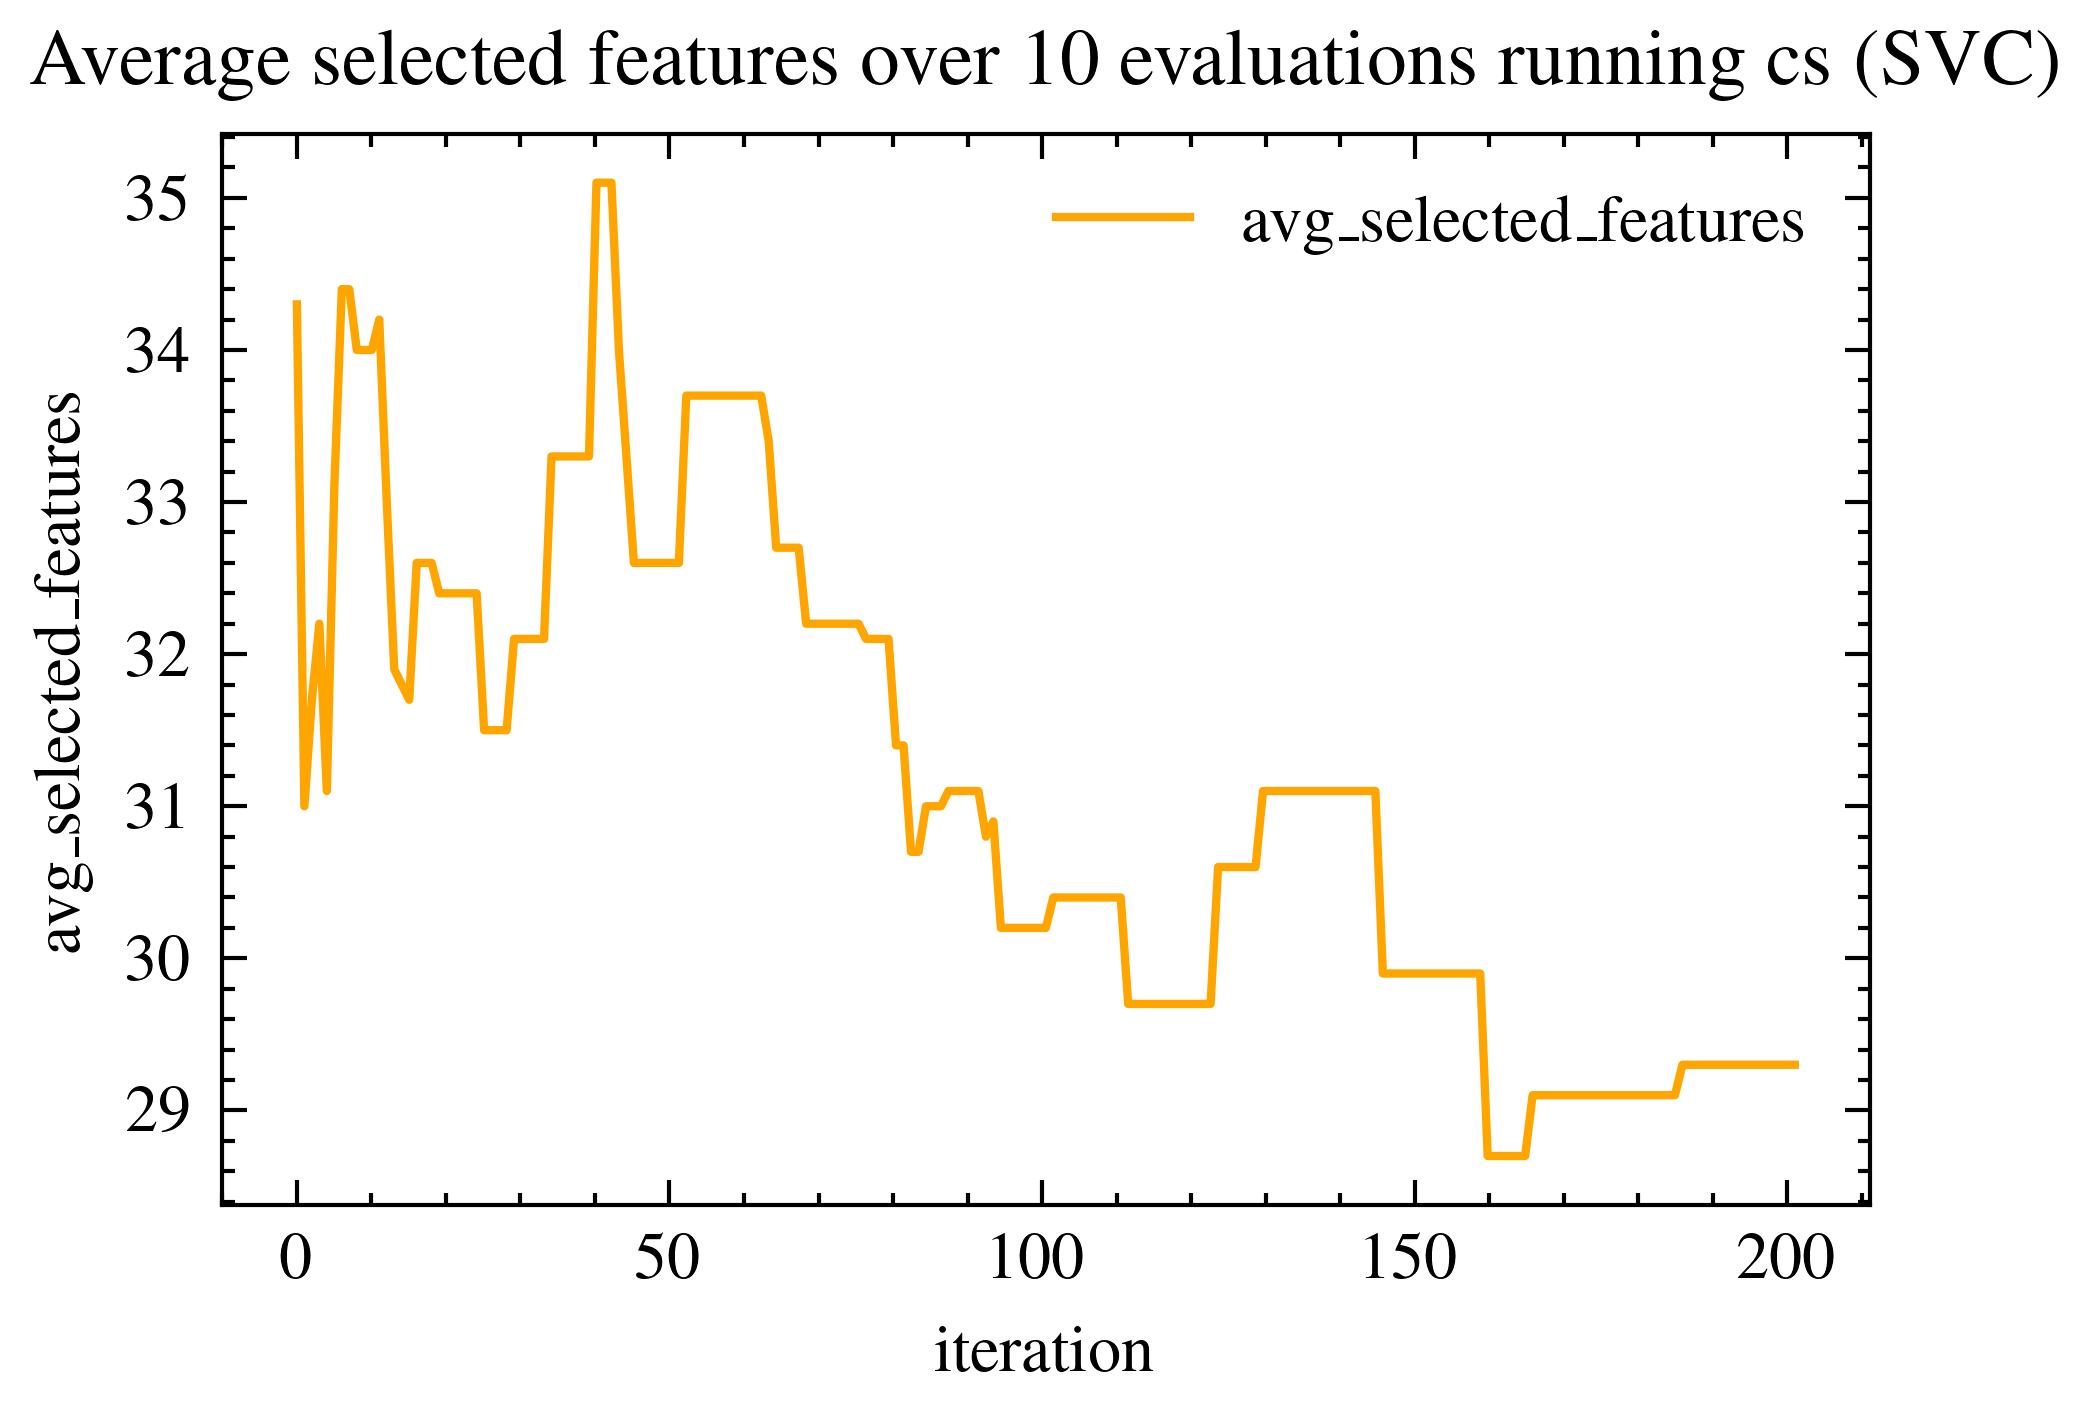 Average selected features over 10 evaluations running cs (SVC)
avg_selected_features
35
34
33
32
31
30
29
avg_selected_features
0 50 100 150 200
iteration